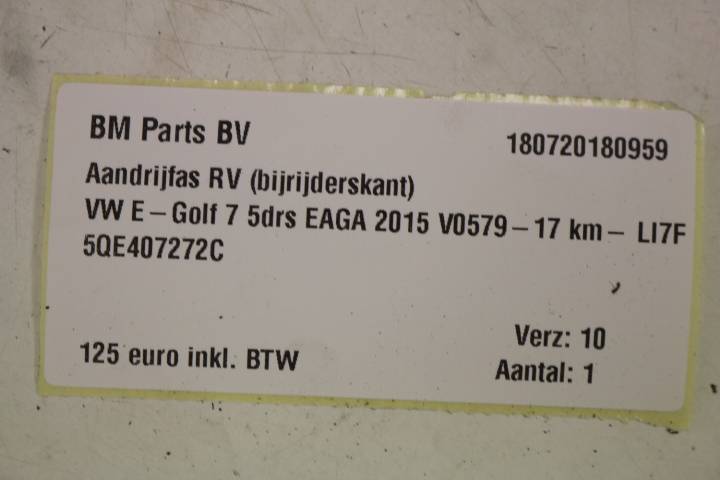 BM Parts BV
180720180959
Aandrijfas RV (bijrijderskant)
VW E – Golf 7 5drs EAGA 2015 V0579 – 17 km – LI7F
5QE407272C
Verz: 10
125 euro inkl. BTW
Aantal: 1